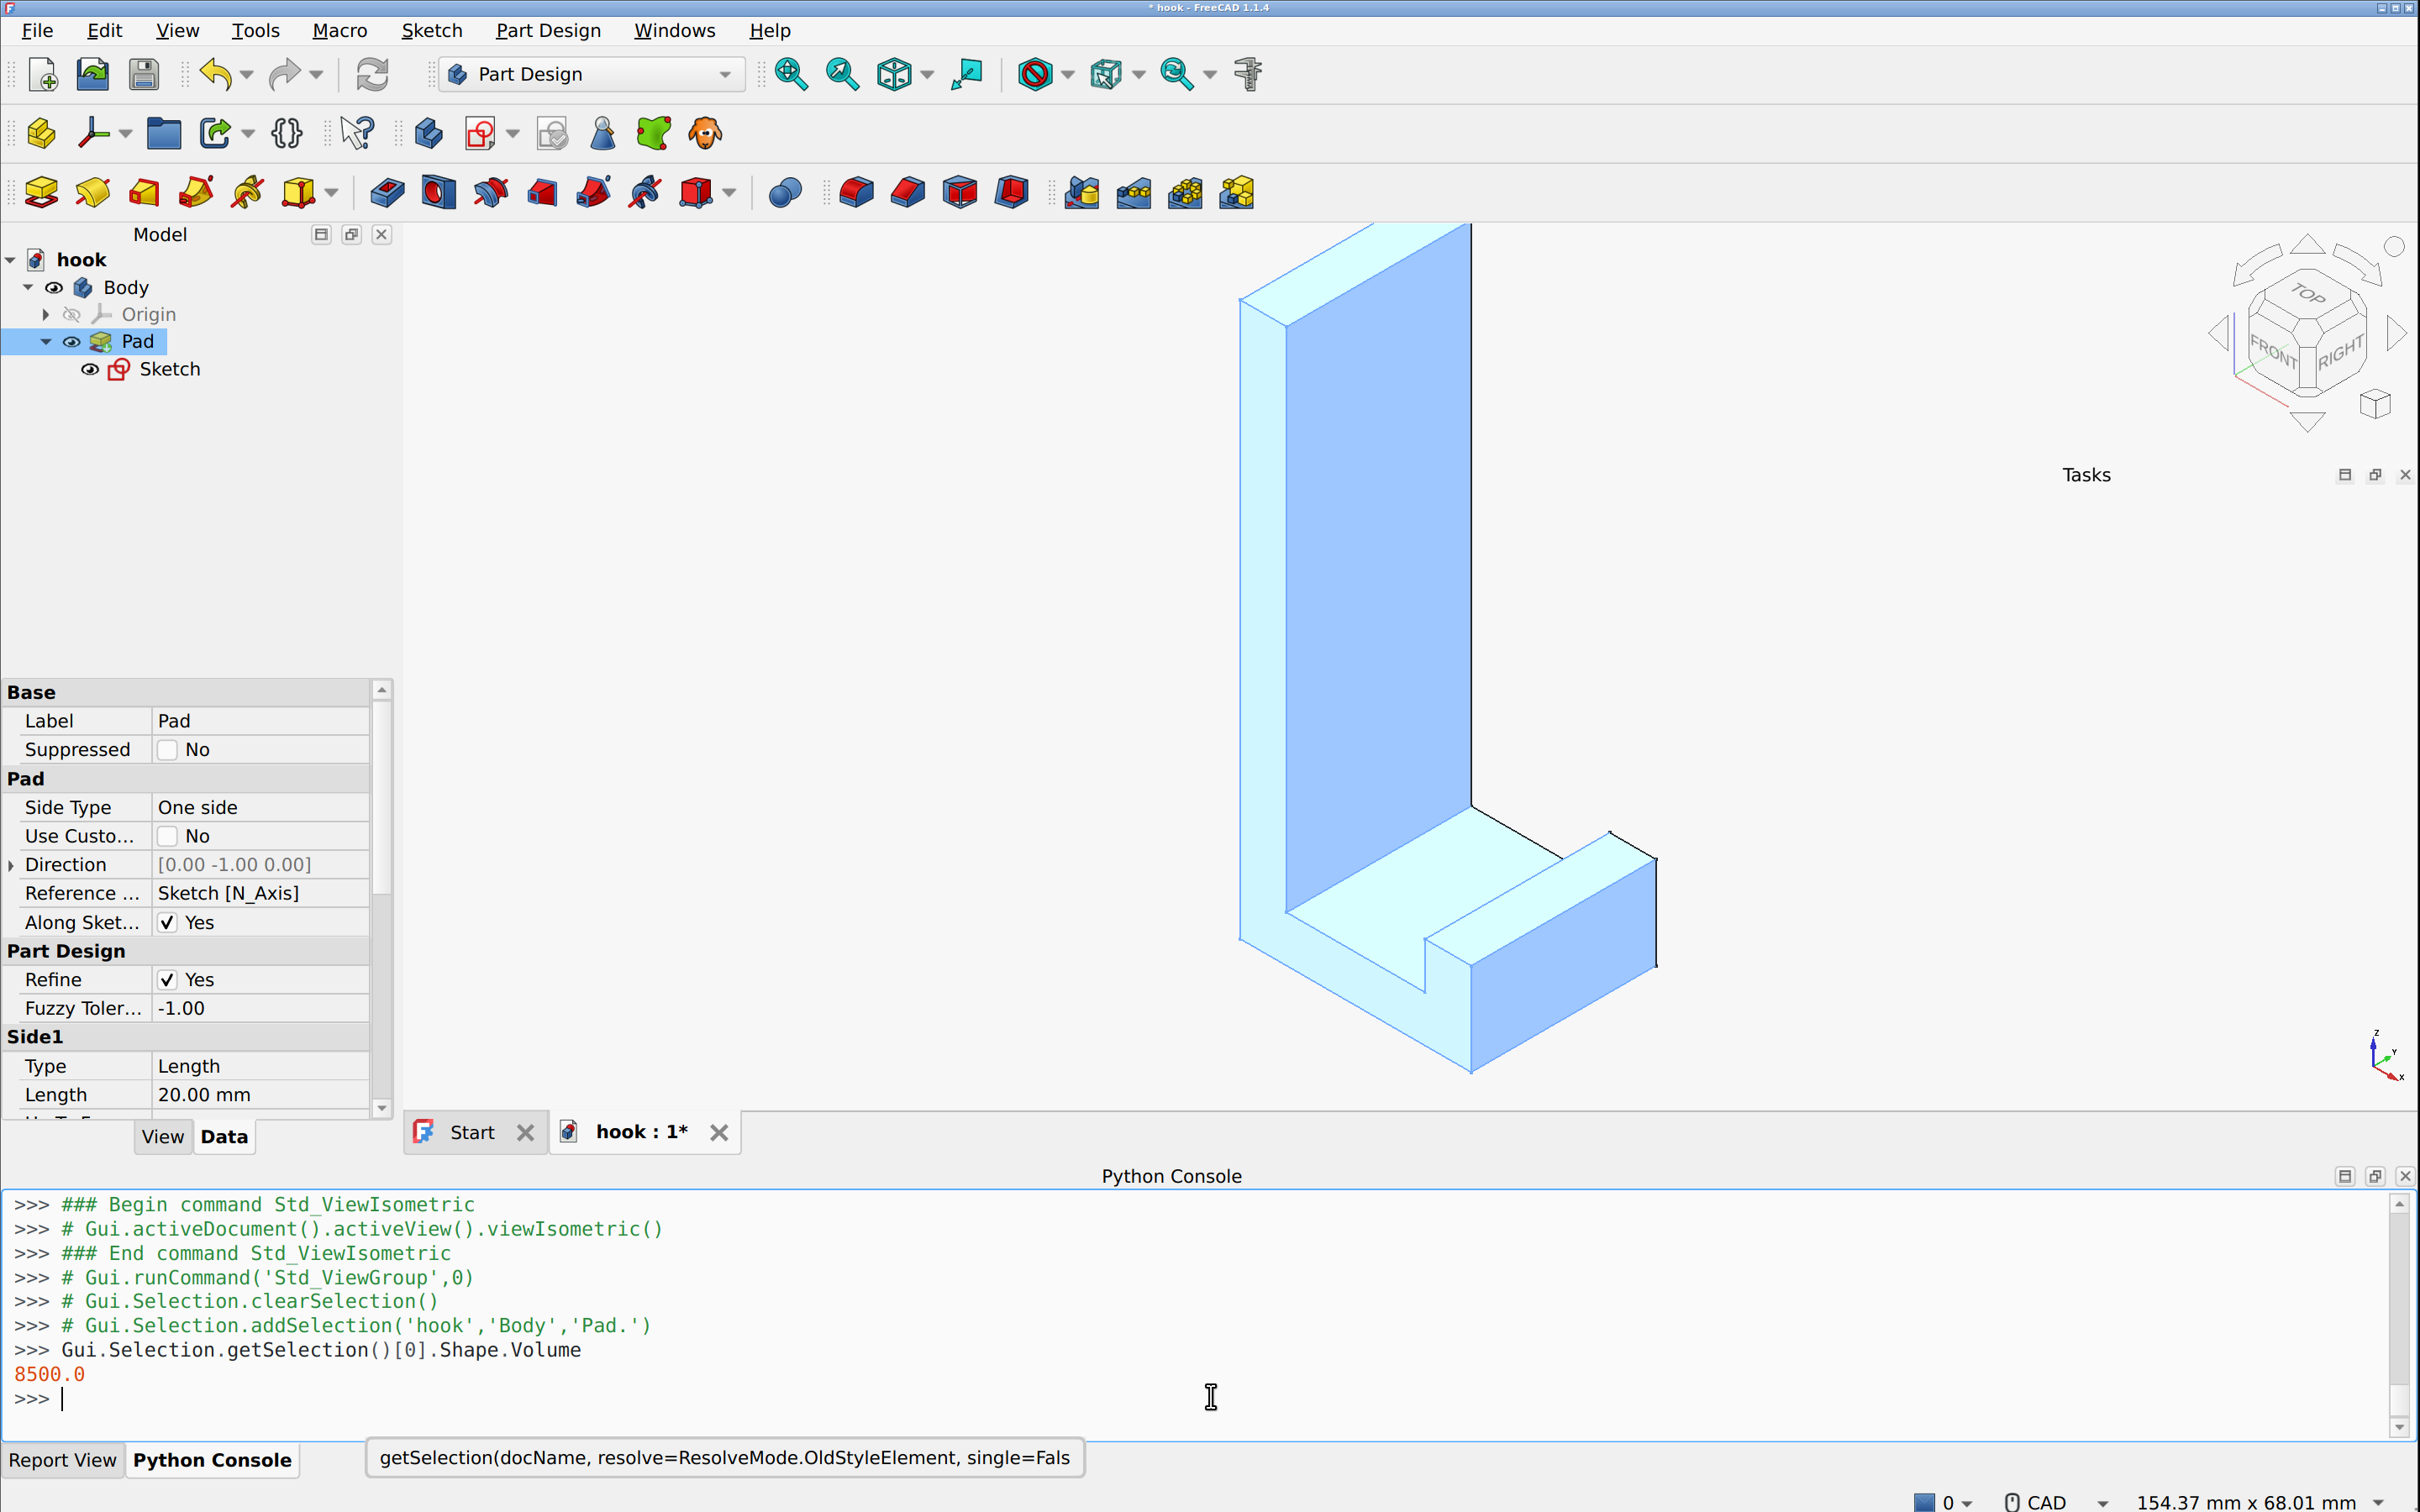 * hook - FreeCAD 1.1.4
File Edit View Tools Macro Sketch Part Design Windows Help
Part Design
Model
hook
Body
Origin
Pad
Sketch
TOP
FRONT
RIGHT
Tasks
Base
Label Pad
Suppressed No
Pad
Side Type One side
Use Custo... No
Direction [0.00 -1.00 0.00]
Reference ... Sketch [N_Axis]
Along Sket... Yes
Part Design
Refine Yes
Fuzzy Toler... -1.00
Side1
Type Length
Length 20.00 mm
z
Y
x
View Data
Start hook : 1*
Python Console
>>> ### Begin command Std_ViewIsometric
>>> # Gui.activeDocument().activeView().viewIsometric()
>>> ### End command Std_ViewIsometric
>>> # Gui.runCommand('Std_ViewGroup',0)
>>> # Gui.Selection.clearSelection()
>>> # Gui.Selection.addSelection('hook','Body','Pad.')
>>> Gui.Selection.getSelection()[0].Shape.Volume
8500.0
>>>
Report View Python Console
getSelection(docName, resolve=ResolveMode.OldStyleElement, single=Fals
0 CAD 154.37 mm x 68.01 mm